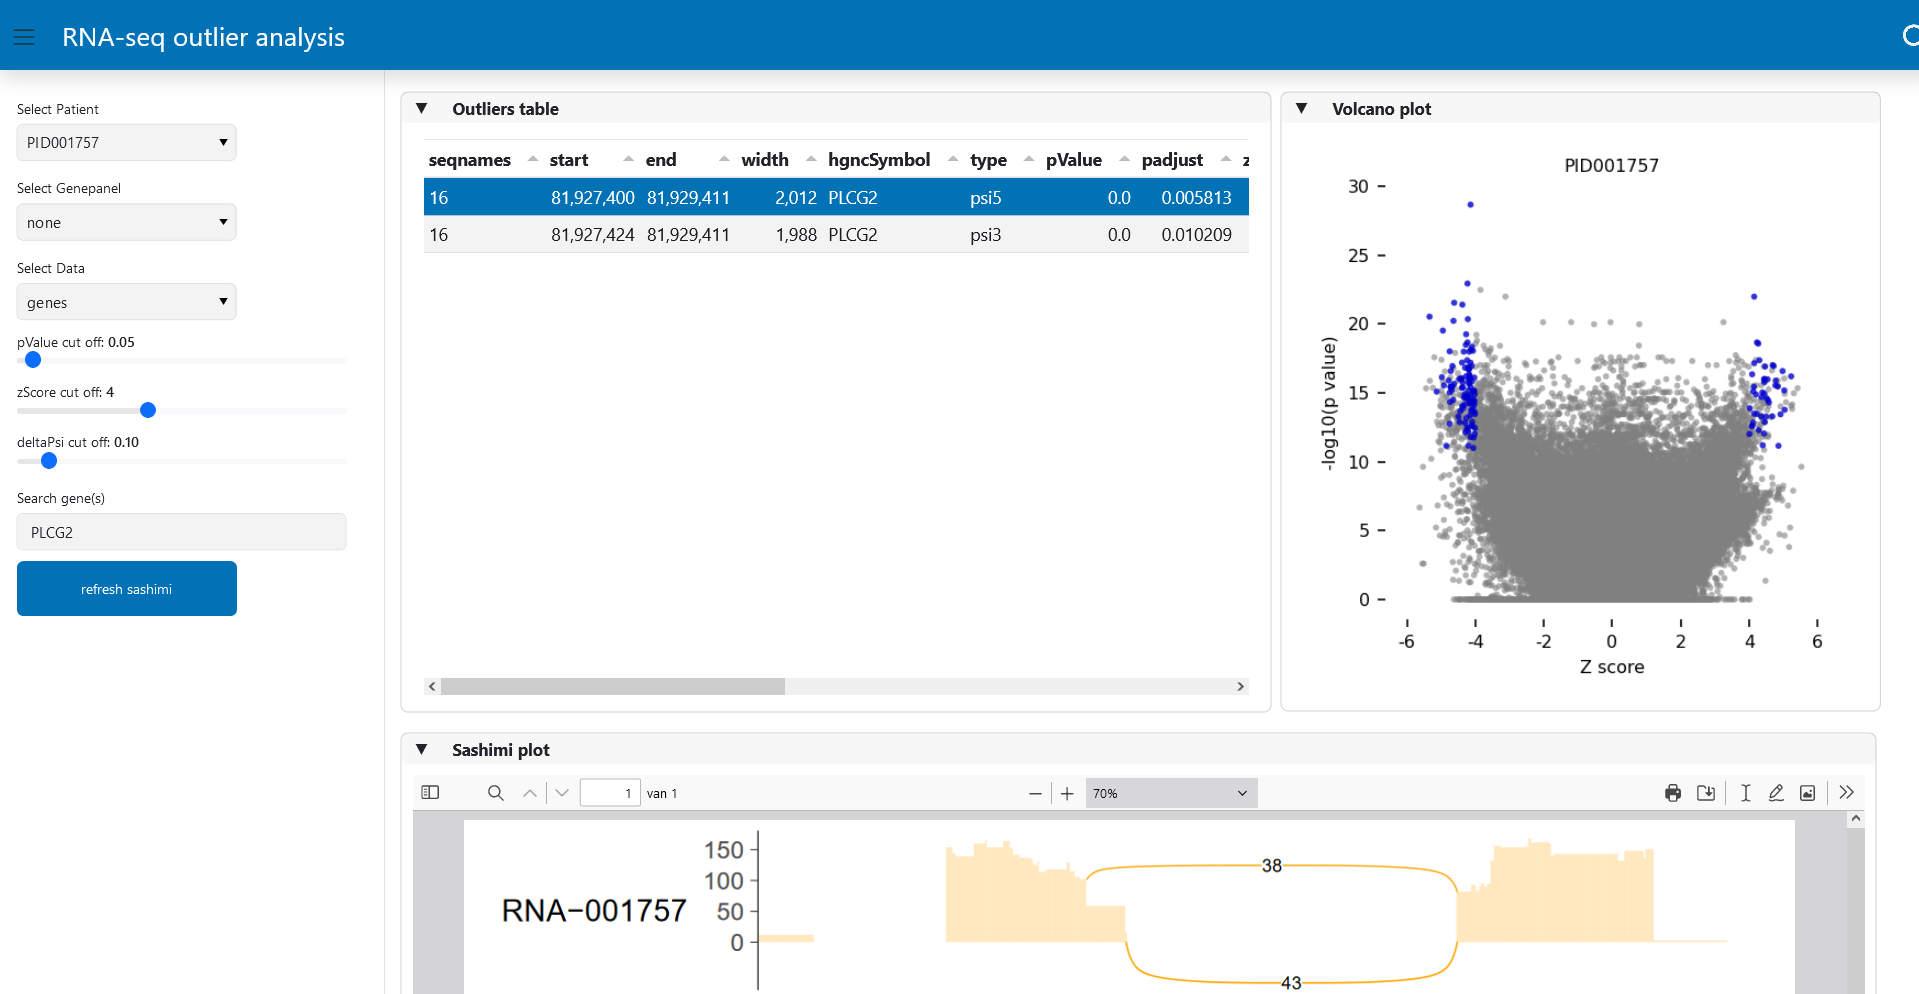 RNA-seq outlier analysis
Select Patient
PID001757
Select Genepanel
none
Select Data
genes
pValue cut off: 0.05
zScore cut off: 4
deltaPsi cut off: 0.10
Search gene(s)
PLCG2
refresh sashimi
Outliers table
seqnames start end width hgncSymbol type pValue padjust z
16 81,927,400 81,929,411 2,012 PLCG2 psi5 0.0 0.005813
16 81,927,424 81,929,411 1,988 PLCG2 psi3 0.0 0.010209
Volcano plot
PID001757
30
25
20
15
10
5
0
-log10(p value)
-6 -4 -2 0 2 4 6
Z score
Sashimi plot
1 van 1
70%
RNA−001757
150
100
50
0
38
43